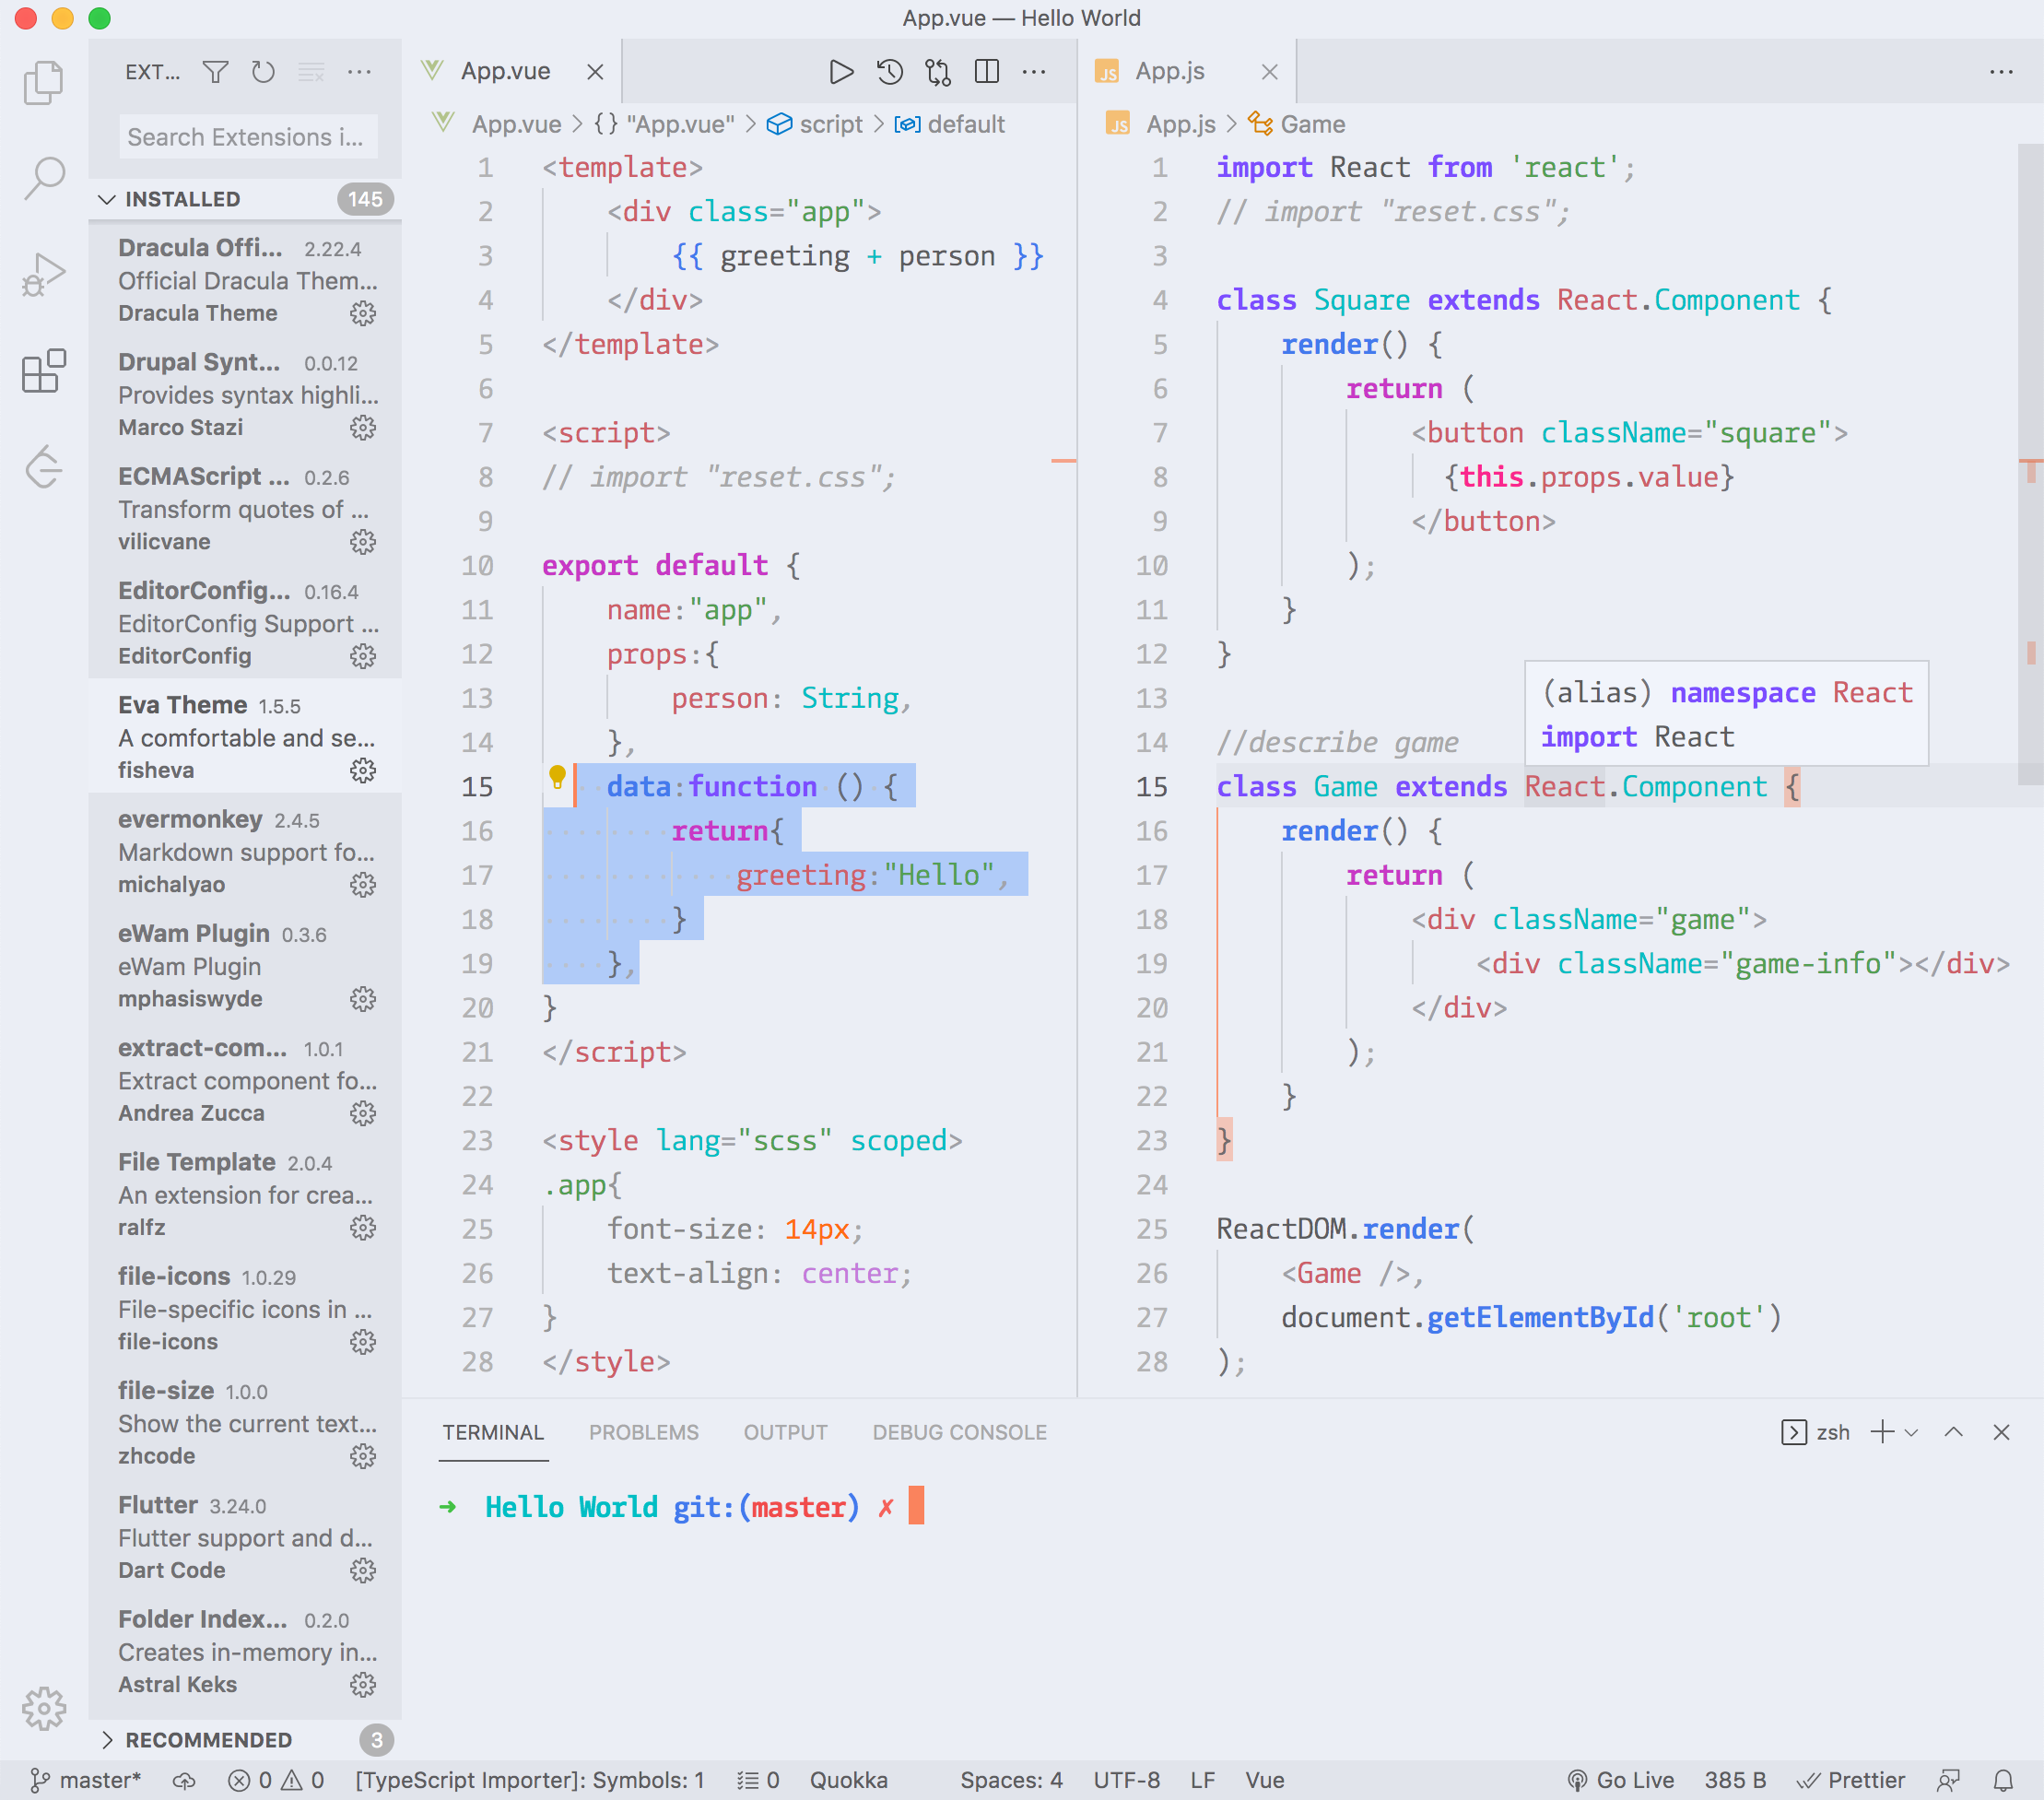 App.vue — Hello World
EXT...
Search Extensions i...
INSTALLED 145
Dracula Offi... 2.22.4
Official Dracula Them...
Dracula Theme
Drupal Synt... 0.0.12
Provides syntax highli...
Marco Stazi
ECMAScript ... 0.2.6
Transform quotes of ...
vilicvane
EditorConfig... 0.16.4
EditorConfig Support ...
EditorConfig
Eva Theme 1.5.5
A comfortable and se...
fisheva
evermonkey 2.4.5
Markdown support fo...
michalyao
eWam Plugin 0.3.6
eWam Plugin
mphasiswyde
extract-com... 1.0.1
Extract component fo...
Andrea Zucca
File Template 2.0.4
An extension for crea...
ralfz
file-icons 1.0.29
File-specific icons in ...
file-icons
file-size 1.0.0
Show the current text...
zhcode
Flutter 3.24.0
Flutter support and d...
Dart Code
Folder Index... 0.2.0
Creates in-memory in...
Astral Keks
RECOMMENDED 3
App.vue
App.vue > {} "App.vue" > script > default
1 <template>
2 <div class="app">
3 {{ greeting + person }}
4 </div>
5 </template>
6
7 <script>
8 // import "reset.css";
9
10 export default {
11 name:"app",
12 props:{
13 person: String,
14 },
15 data:function () {
16 return{
17 greeting:"Hello",
18 }
19 },
20 }
21 </script>
22
23 <style lang="scss" scoped>
24 .app{
25 font-size: 14px;
26 text-align: center;
27 }
28 </style>
JS App.js
JS App.js > Game
1 import React from 'react';
2 // import "reset.css";
3
4 class Square extends React.Component {
5 render() {
6 return (
7 <button className="square">
8 {this.props.value}
9 </button>
10 );
11 }
12 }
13
(alias) namespace React
import React
14 //describe game
15 class Game extends React.Component {
16 render() {
17 return (
18 <div className="game">
19 <div className="game-info"></div>
20 </div>
21 );
22 }
23 }
24
25 ReactDOM.render(
26 <Game />,
27 document.getElementById('root')
28 );
TERMINAL PROBLEMS OUTPUT DEBUG CONSOLE zsh
➜ Hello World git:(master) ✗
master* 0 0 [TypeScript Importer]: Symbols: 1 0 Quokka Spaces: 4 UTF-8 LF Vue Go Live 385 B Prettier